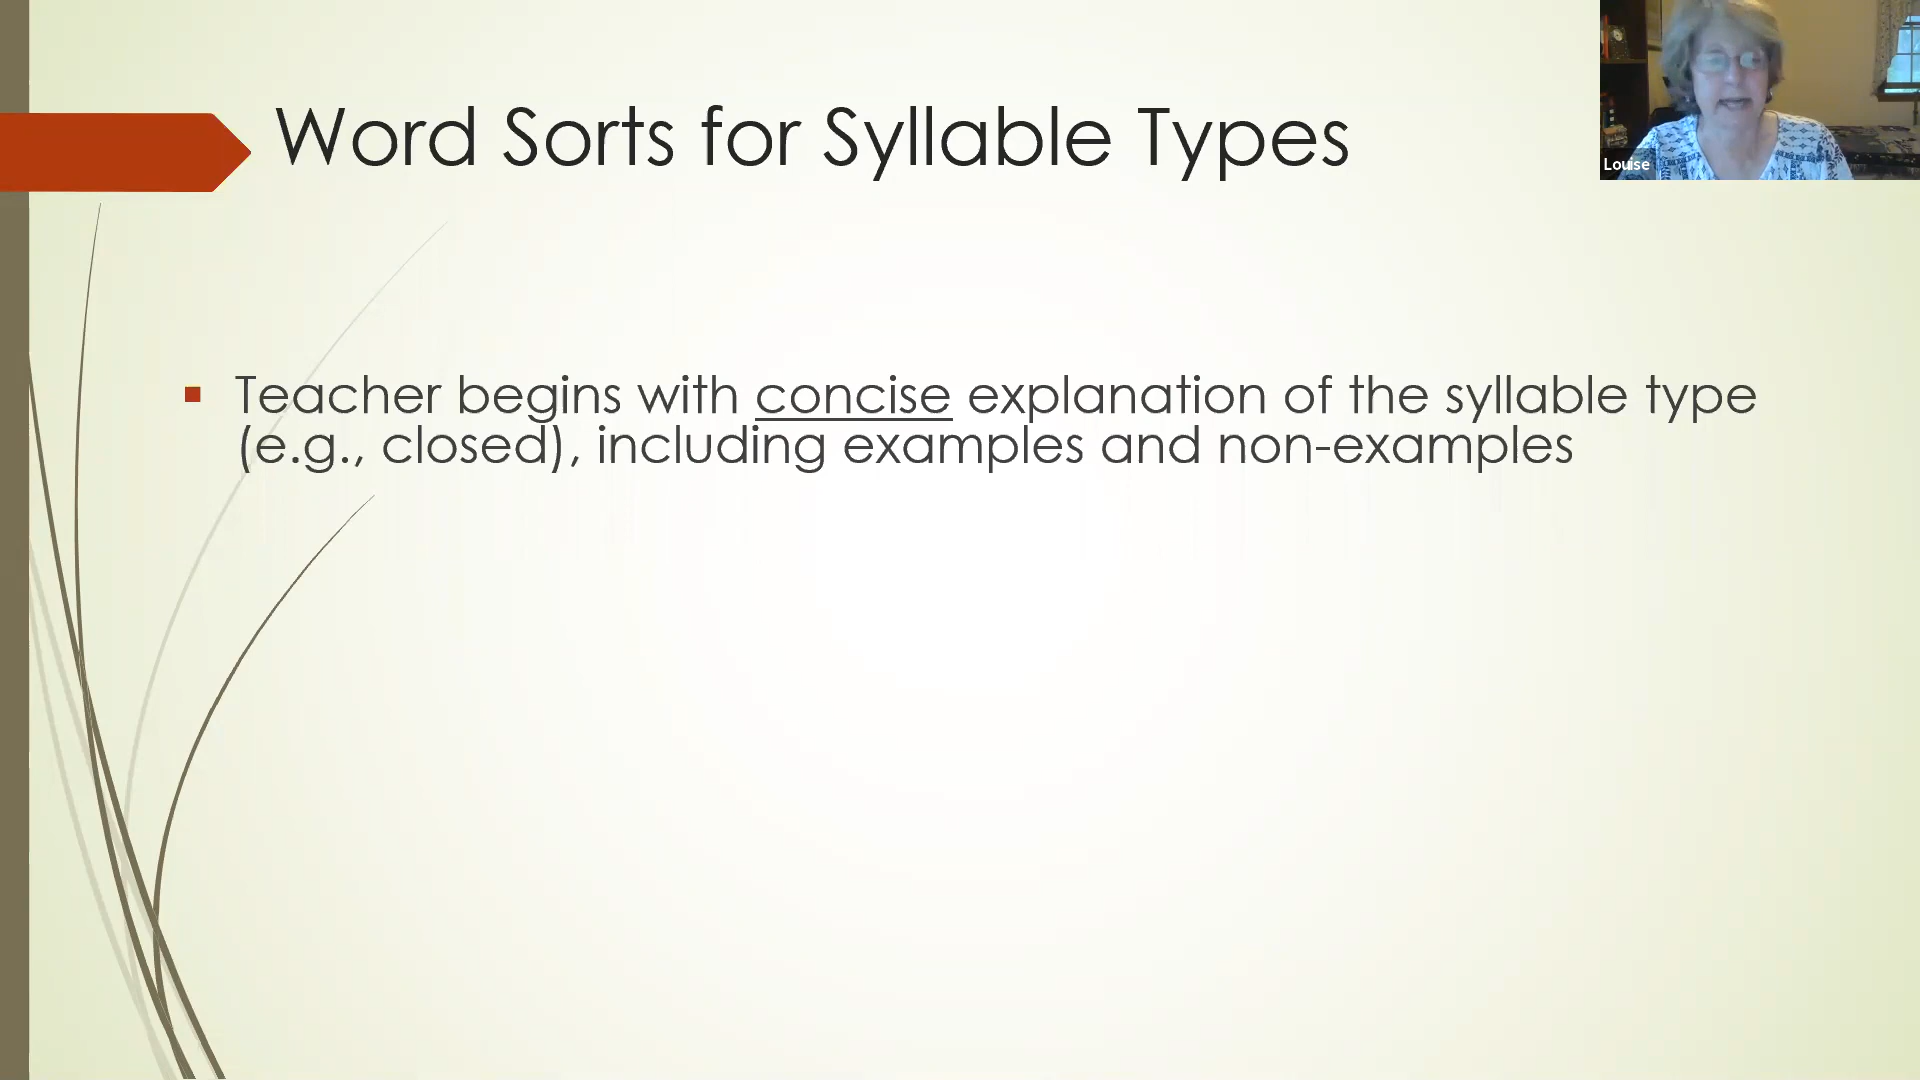 Word Sorts for Syllable Types
Louise
Teacher begins with concise explanation of the syllable type
(e.g., closed), including examples and non-examples